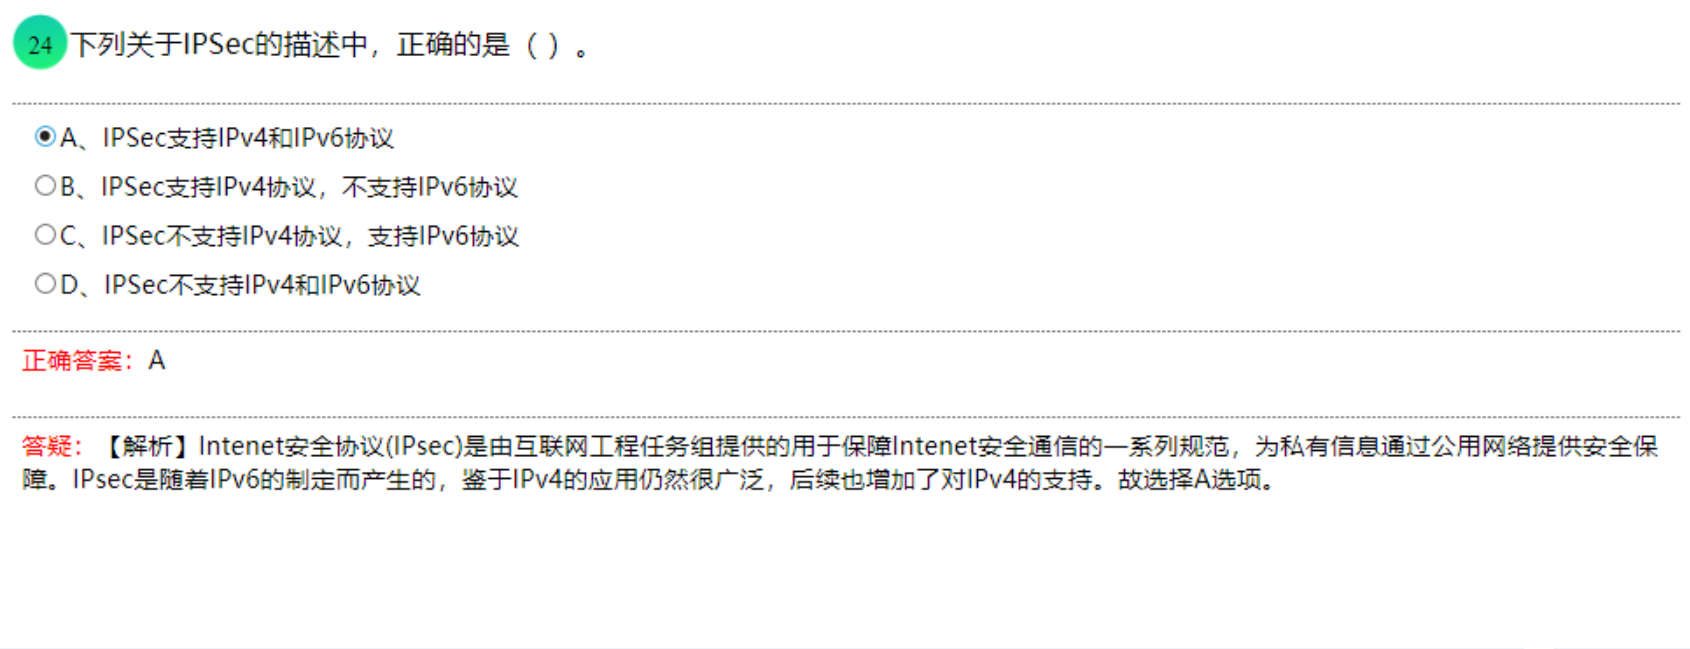 24 下列关于IPSec的描述中，正确的是（ ）。
A、IPSec支持IPv4和IPv6协议
B、IPSec支持IPv4协议，不支持IPv6协议
C、IPSec不支持IPv4协议，支持IPv6协议
D、IPSec不支持IPv4和IPv6协议
正确答案：A
答疑：【解析】Intenet安全协议(IPsec)是由互联网工程任务组提供的用于保障Intenet安全通信的一系列规范，为私有信息通过公用网络提供安全保
障。IPsec是随着IPv6的制定而产生的，鉴于IPv4的应用仍然很广泛，后续也增加了对IPv4的支持。故选择A选项。